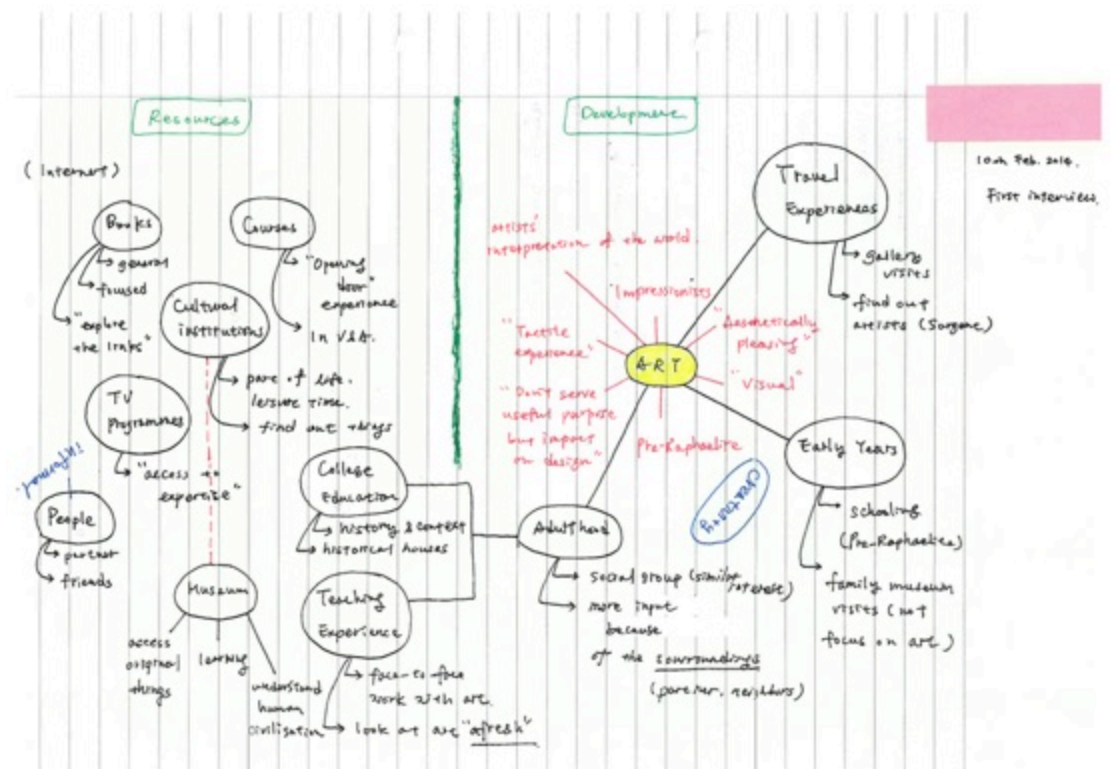 Resources
Development
10th Feb. 2014.
First interview.
(Internet)
Books
general
focused
"explore
the links"
Courses
"Opening
door"
experience
In V&A.
Cultural
institutions
part of life.
leisure time.
find out things
TV
Programmes
"access to
expertise"
People
partner
friends
Museum
access
original
things
learning
understand
human
civilisation
College
Education
history & context
historical houses
Teaching
Experience
face-to face
work with art.
look at art "afresh"
artists'
interpretation of the world.
"Impressionists
"Tactile
experience"
"Aesthetically
pleasing"
ART
"Visual"
"Don't serve
useful purpose
but impact
on design"
Pre-Raphaelite
Travel
Experiences
gallery
visits
find out
artists
Early Years
schooling
(Pre-Raphaelite)
family museum
visits (not
focus on art)
Adulthood
social group (similar
interest)
more input
because
of the surroundings
(partner, neighbors)